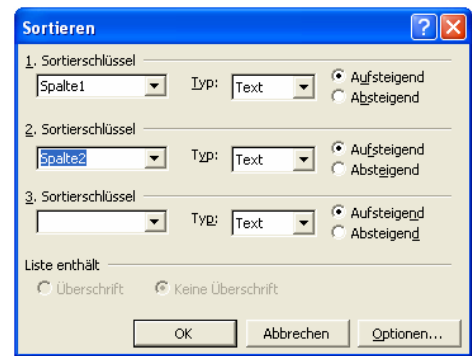 Sortieren
1. Sortierschlüssel
Spalte1 Typ: Text Aufsteigend
Absteigend
2. Sortierschlüssel
Spalte2 Typ: Text Aufsteigend
Absteigend
3. Sortierschlüssel
Typ: Text Aufsteigend
Absteigend
Liste enthält
Überschrift Keine Überschrift
OK Abbrechen Optionen...